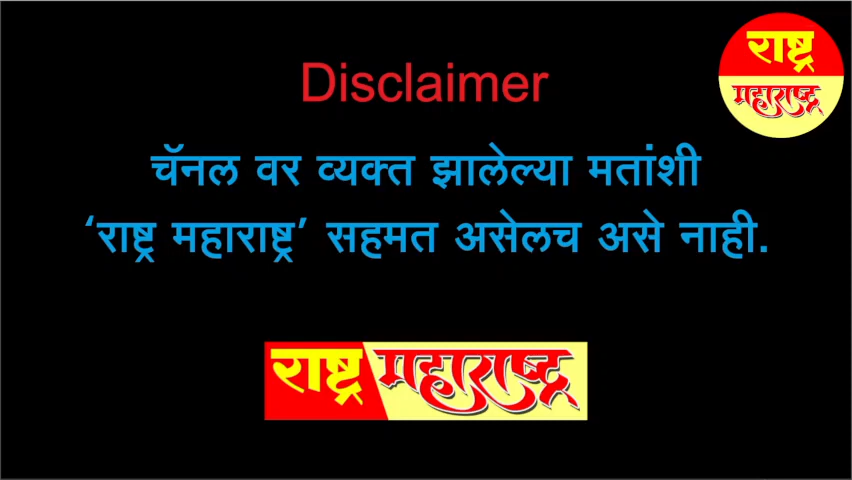 राष्ट्र
महाराष्ट्र
Disclaimer
चॅनल वर व्यक्त झालेल्या मतांशी
‘राष्ट्र महाराष्ट्र’ सहमत असेलच असे नाही.
राष्ट्र महाराष्ट्र